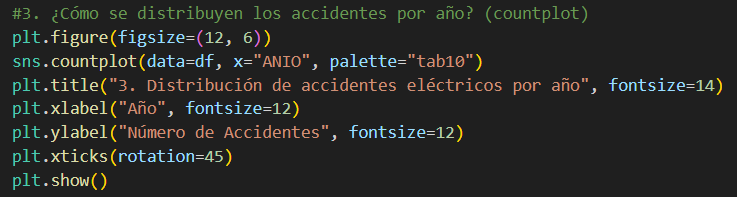 #3. ¿Cómo se distribuyen los accidentes por año? (countplot)
plt.figure(figsize=(12, 6))
sns.countplot(data=df, x="ANIO", palette="tab10")
plt.title("3. Distribución de accidentes eléctricos por año", fontsize=14)
plt.xlabel("Año", fontsize=12)
plt.ylabel("Número de Accidentes", fontsize=12)
plt.xticks(rotation=45)
plt.show()